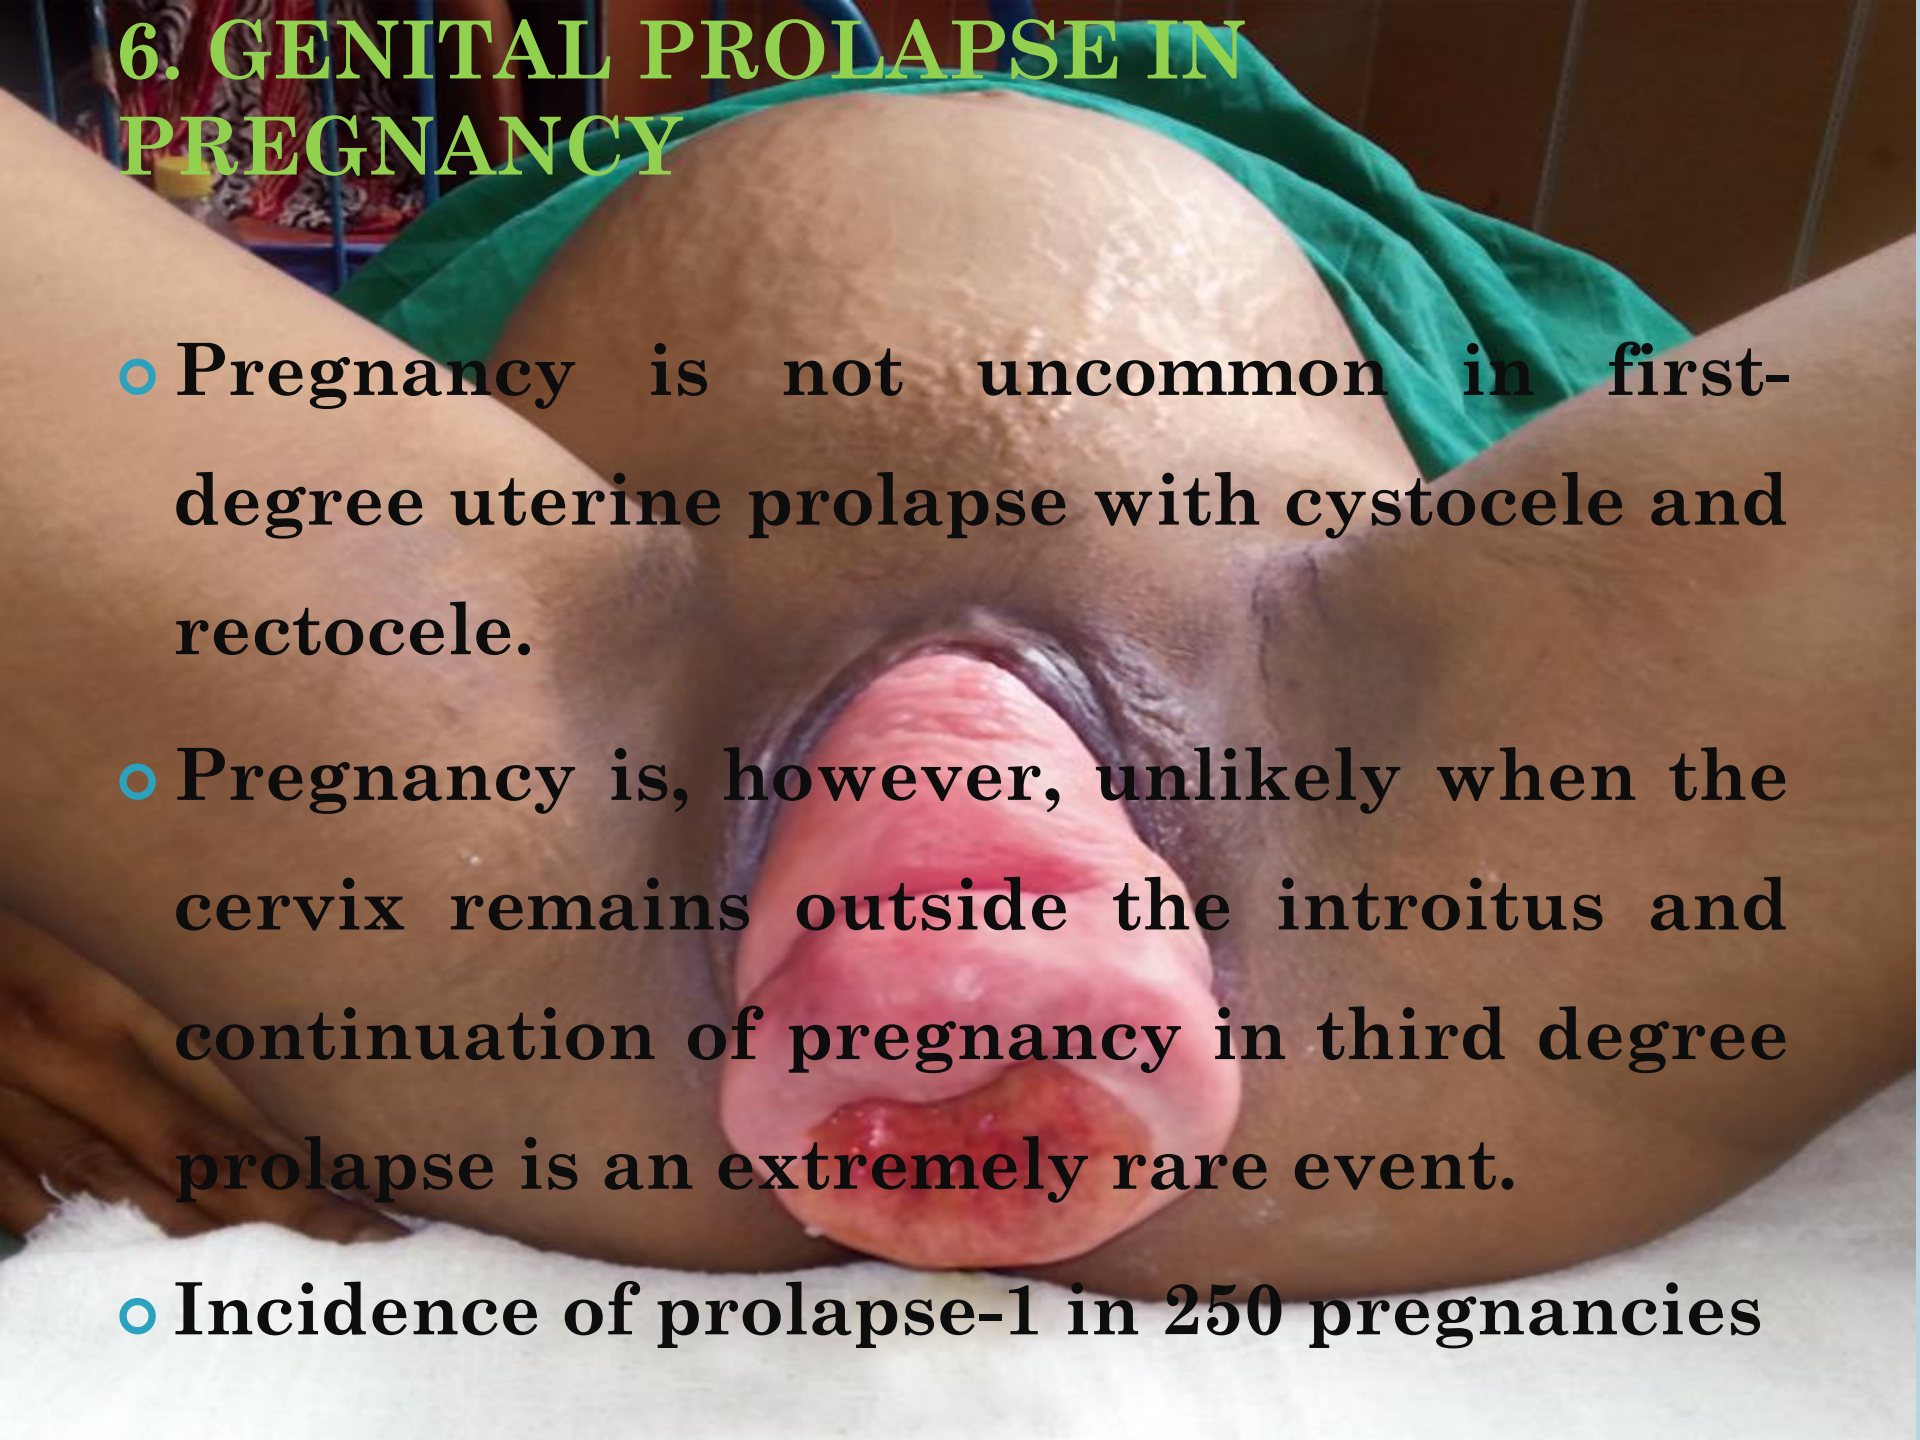 6. GENITAL PROLAPSE IN
PREGNANCY
Pregnancy is not uncommon in first-
degree uterine prolapse with cystocele and
rectocele.
Pregnancy is, however, unlikely when the
cervix remains outside the introitus and
continuation of pregnancy in third degree
prolapse is an extremely rare event.
Incidence of prolapse-1 in 250 pregnancies